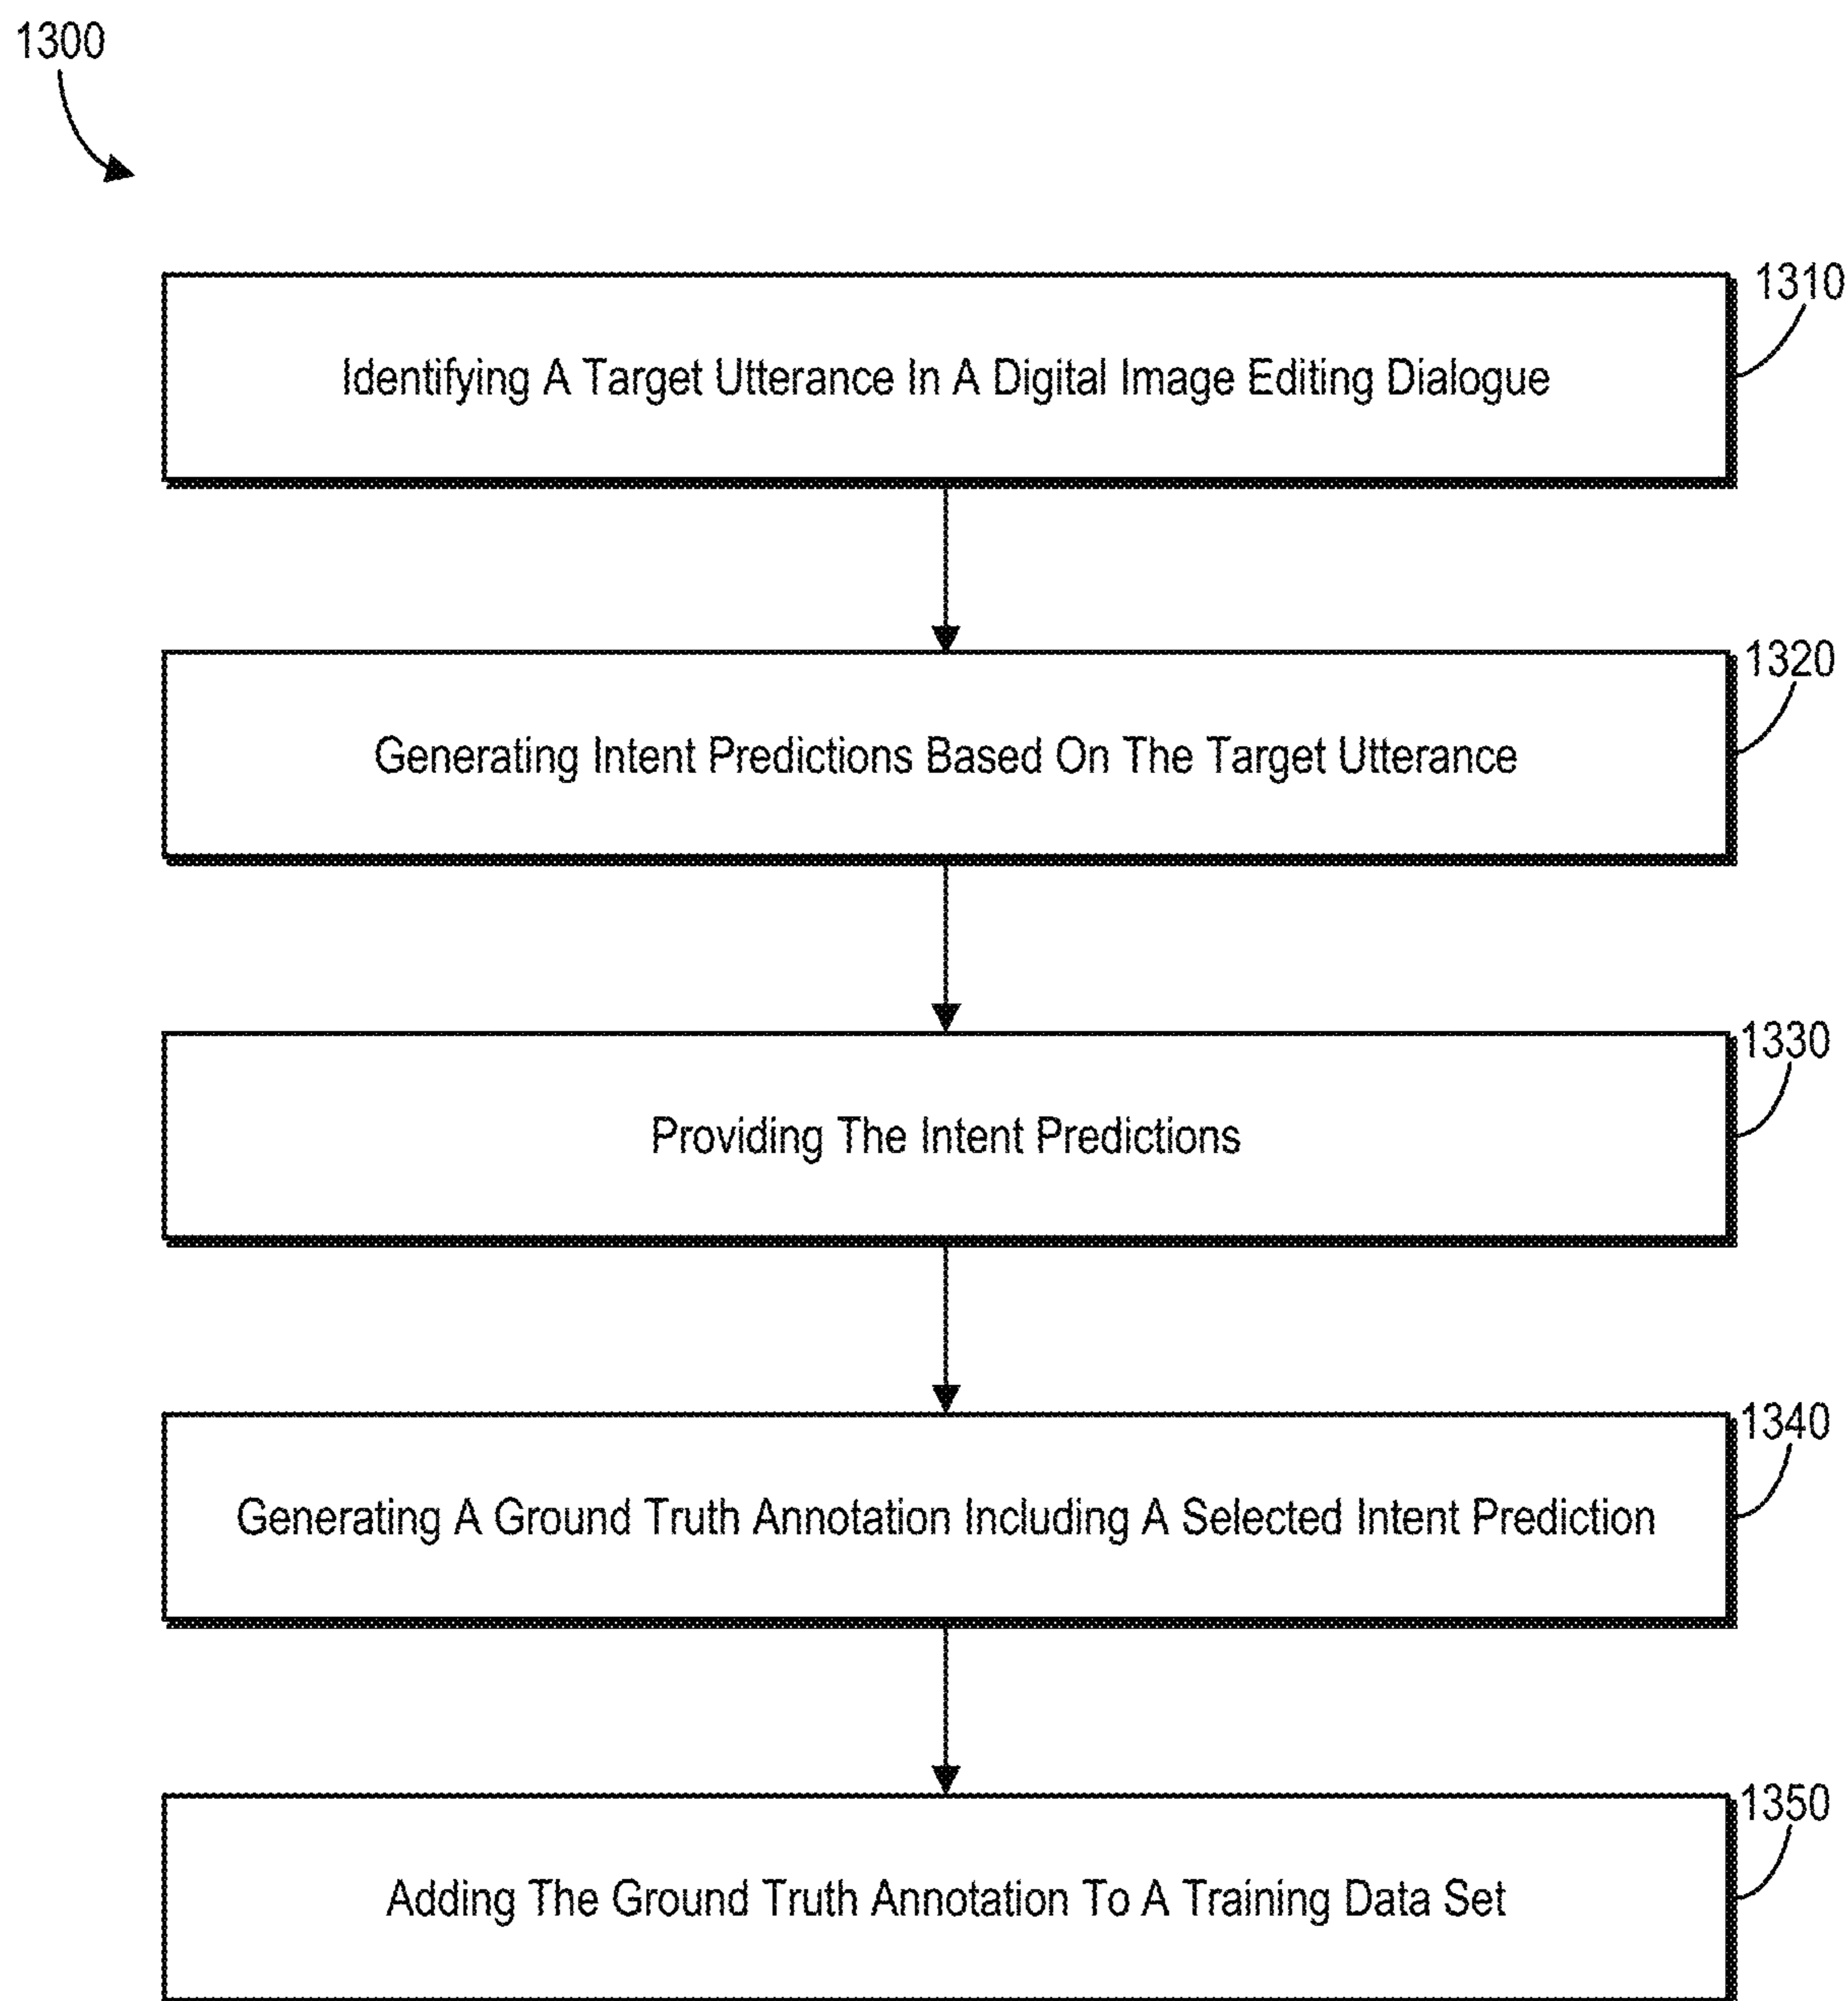 1300
1310
Identifying A Target Utterance In A Digital Image Editing Dialogue
1320
Generating Intent Predictions Based On The Target Utterance
1330
Providing The Intent Predictions
1340
Generating A Ground Truth Annotation Including A Selected Intent Prediction
1350
Adding The Ground Truth Annotation To A Training Data Set